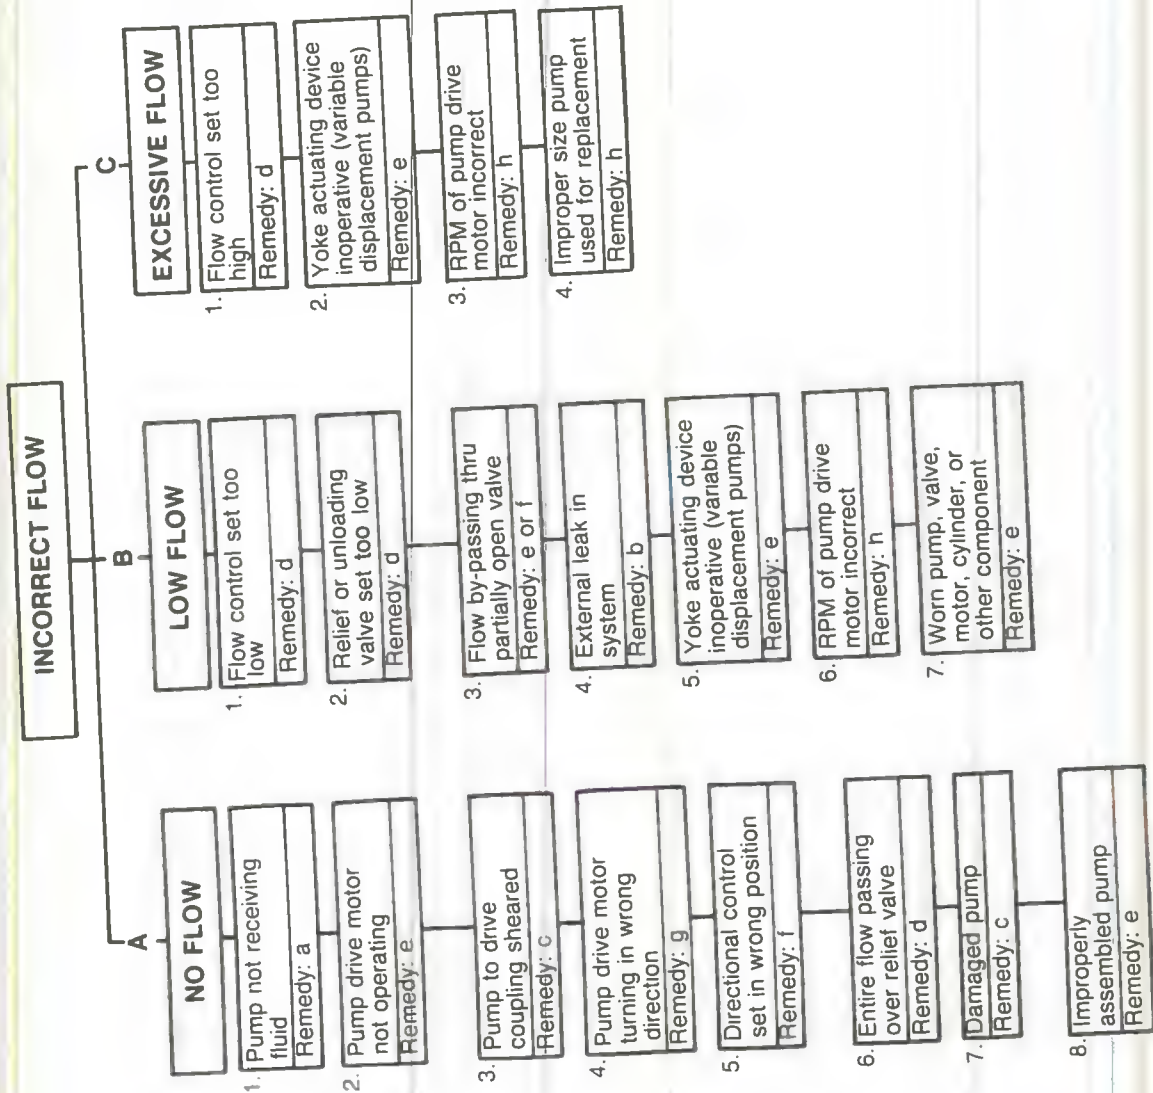 INCORRECT FLOW
A
NO FLOW
1. Pump not receiving
fluid
Remedy: a
2. Pump drive motor
not operating
Remedy: e
3. Pump to drive
coupling sheared
Remedy: c
4. Pump drive motor
turning in wrong
direction
Remedy: g
5. Directional control
set in wrong position
Remedy: f
6. Entire flow passing
over relief valve
Remedy: d
7. Damaged pump
Remedy: c
8. Improperly
assembled pump
Remedy: e
B
LOW FLOW
1. Flow control set too
low
Remedy: d
2. Relief or unloading
valve set too low
Remedy: d
3. Flow by-passing thru
partially open valve
Remedy: e or f
4. External leak in
system
Remedy: b
5. Yoke actuating device
inoperative (variable
displacement pumps)
Remedy: e
6. RPM of pump drive
motor incorrect
Remedy: h
7. Worn pump, valve,
motor, cylinder, or
other component
Remedy: e
C
EXCESSIVE FLOW
1. Flow control set too
high
Remedy: d
2. Yoke actuating device
inoperative (variable
displacement pumps)
Remedy: e
3. RPM of pump drive
motor incorrect
Remedy: h
4. Improper size pump
used for replacement
Remedy: h